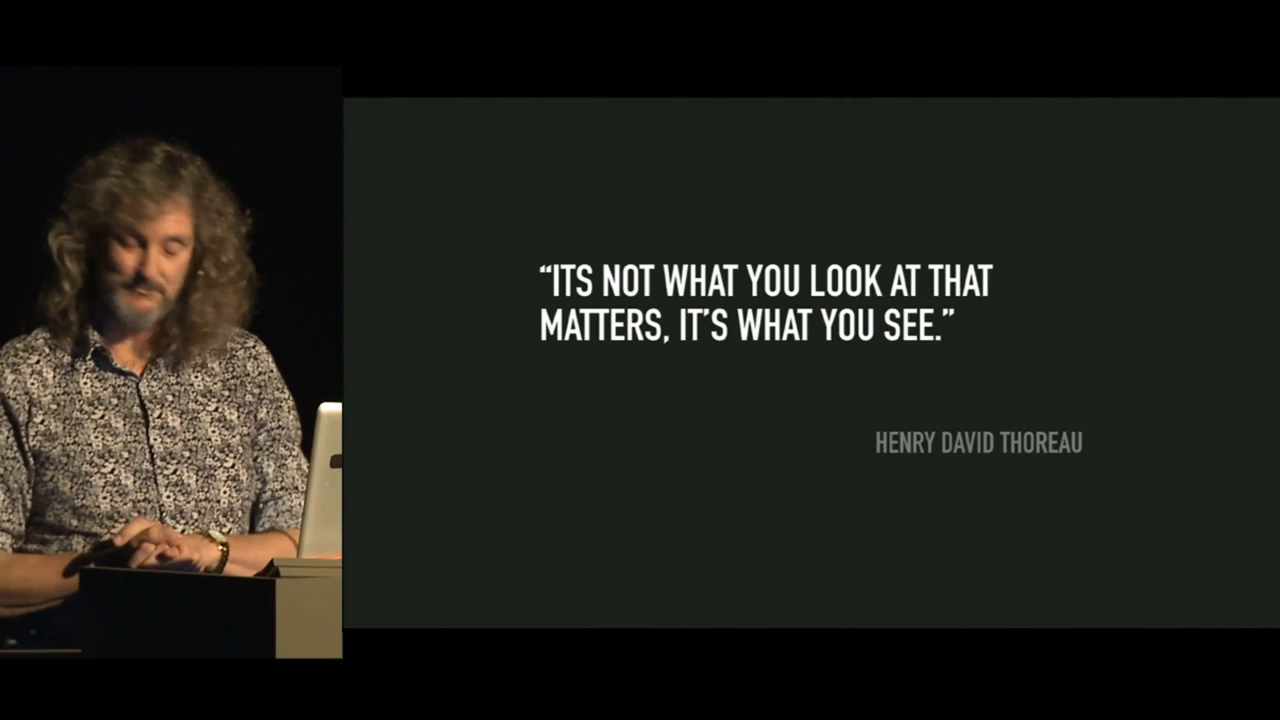 “ITS NOT WHAT YOU LOOK AT THAT
MATTERS, IT’S WHAT YOU SEE.”
HENRY DAVID THOREAU